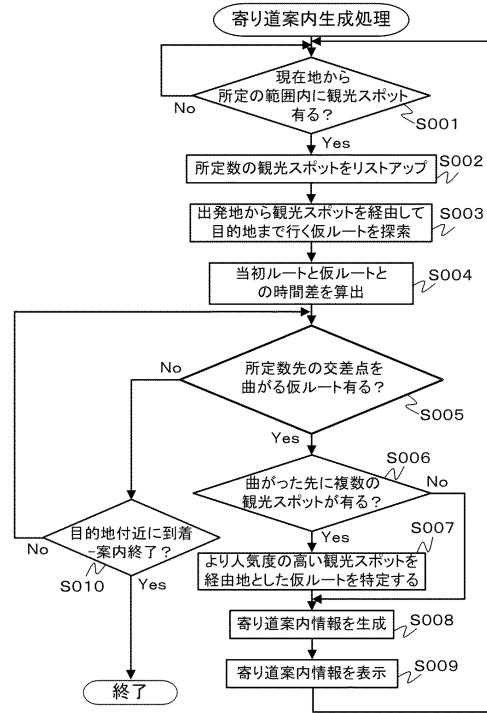 寄り道案内生成処理
現在地から
所定の範囲内に観光スポット
有る？
No
S001
Yes
S002
所定数の観光スポットをリストアップ
出発地から観光スポットを経由して
目的地まで行く仮ルートを探索
S003
当初ルートと仮ルートと
の時間差を算出
S004
No
所定数先の交差点を
曲がる仮ルート有る？
S005
Yes
S006
曲がった先に複数の
観光スポットが有る？
No
Yes
目的地付近に到着
-案内終了？
No
S010
Yes
S007
より人気度の高い観光スポットを
経由地とした仮ルートを特定する
寄り道案内情報を生成
S008
寄り道案内情報を表示
S009
終了